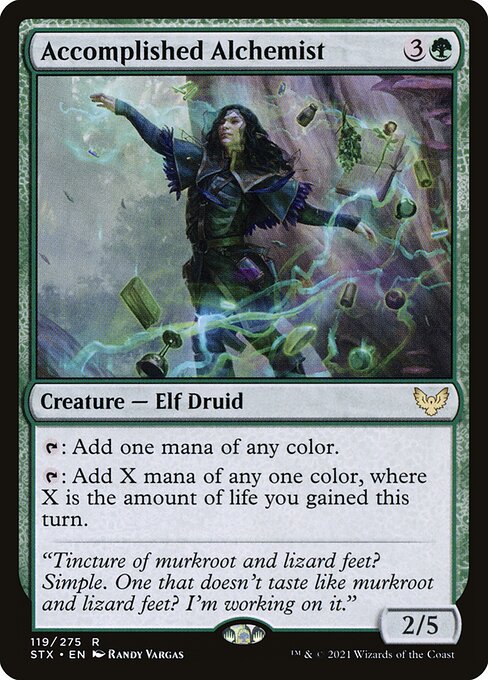 Accomplished Alchemist 3
Creature — Elf Druid
: Add one mana of any color.
: Add X mana of any one color, where
X is the amount of life you gained this
turn.
“Tincture of murkroot and lizard feet?
Simple. One that doesn’t taste like murkroot
and lizard feet? I’m working on it.”
2/5
119/275 R
STX • EN Randy Vargas
™ & © 2021 Wizards of the Coast